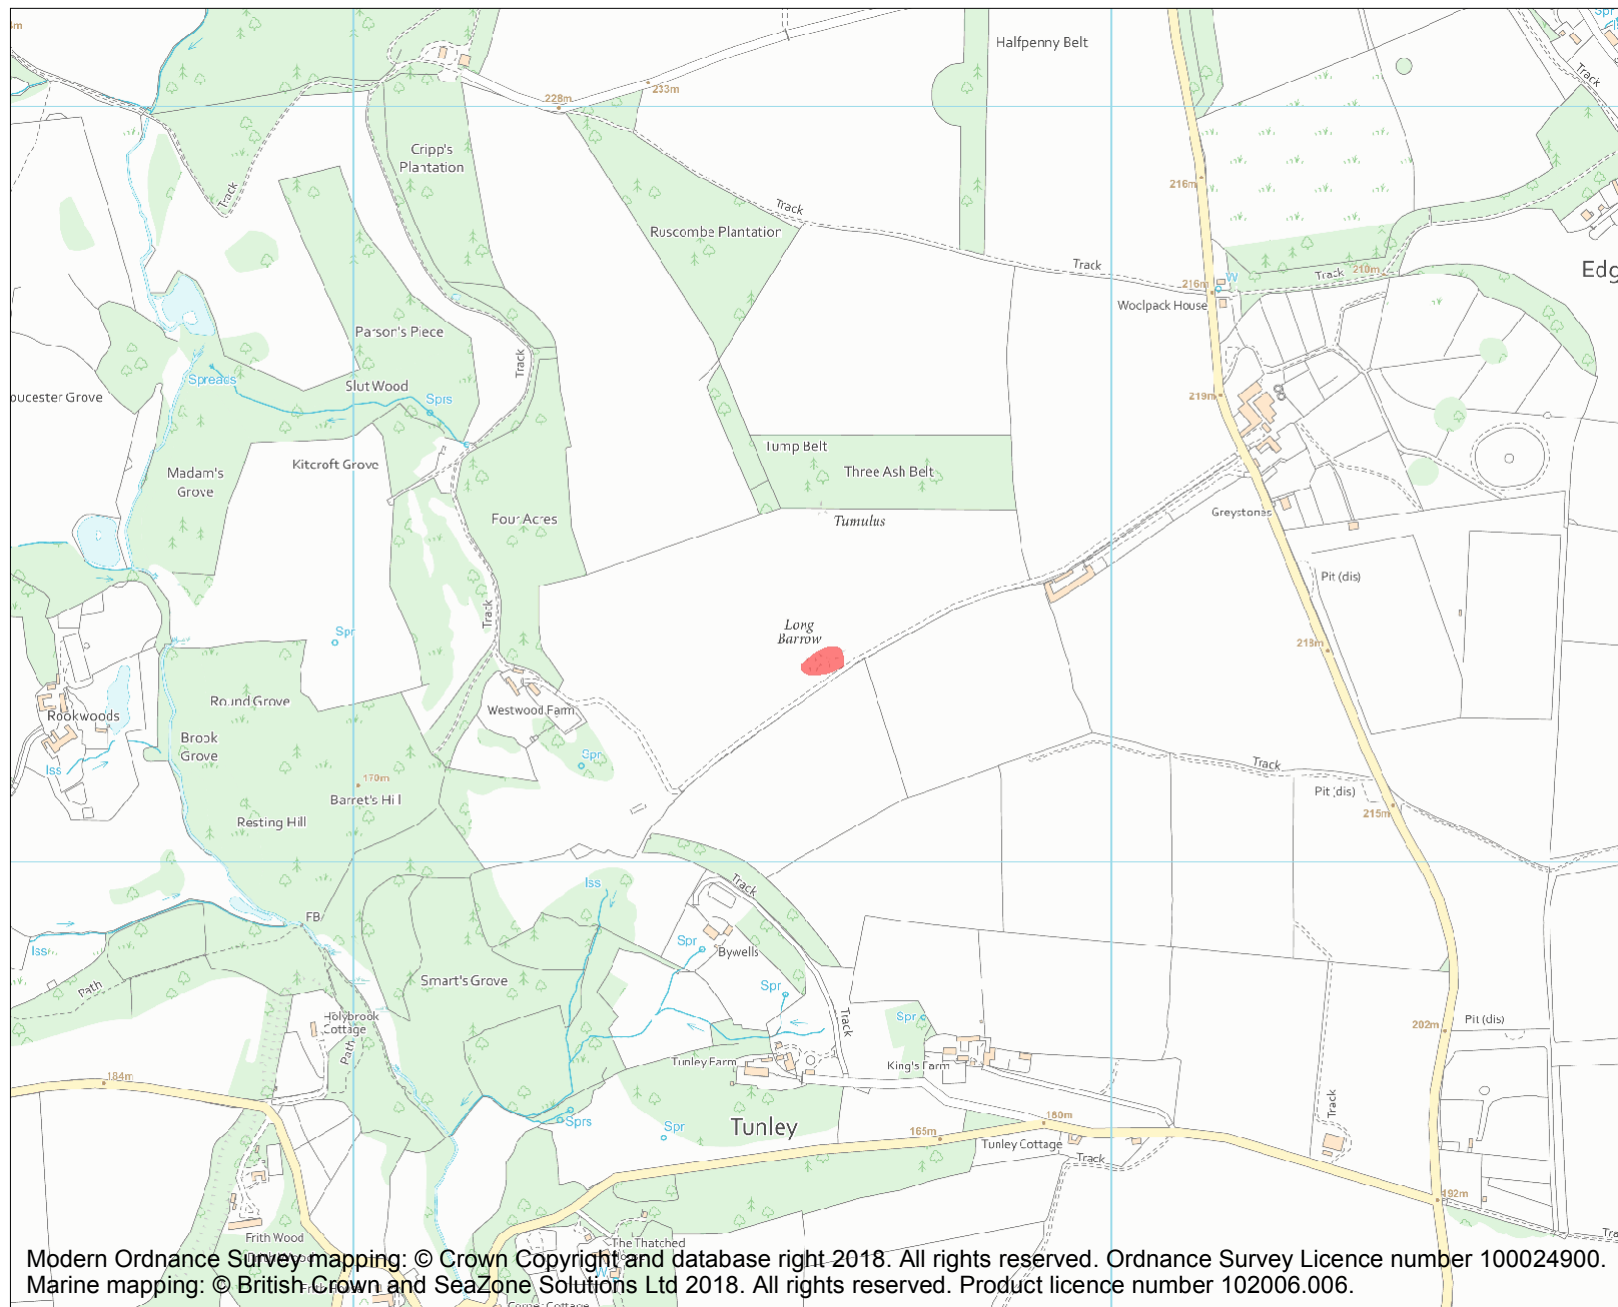 Halfpenny Belt
Spr
Track
233m
228m
Cripp's
Plantation
Track
216m
Track
Ruscombe Plantation
Track
Track
210m
Edg
216m
W
Woolpack House
Parson's Piece
Track
Spreads
Slut Wood
Sprs
219m
oucester Grove
Tump Belt
Three Ash Belt
Kitcroft Grove
Madam's
Grove
Four Acres
Tumulus
Greystones
Pit (dis)
Track
Long
Barrow
Spr
218m
Round Grove
Westwood Farm
Rookwoods
Brook
Grove
Iss
Spr
Track
170m
Pit (dis)
Barret's Hill
215m
Resting Hill
Iss
Track
FB
Iss
Spr
Bywells
Smart's Grove
Spr
Path
Holybrook
Cottage
Track
Spr
202m
Pit (dis)
Path
Tunley Farm
King's Farm
184m
Track
Sprs
Spr
Tunley
180m
165m
Tunley Cottage
Track
192m
Tra
Frith Wood
The Thatched
W
Modern Ordnance Survey mapping: © Crown Copyright and database right 2018. All rights reserved. Ordnance Survey Licence number 100024900.
Marine mapping: © British Crown and SeaZone Solutions Ltd 2018. All rights reserved. Product licence number 102006.006.